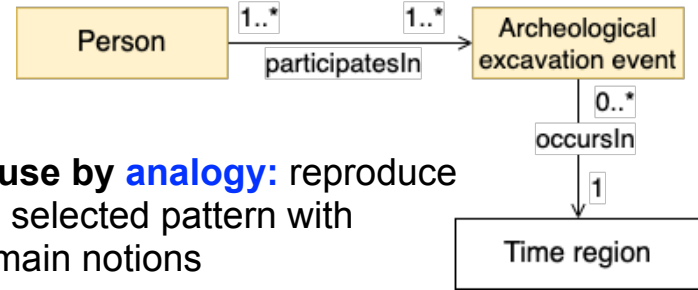 1..*
1..*
Person
Archeological
excavation event
participatesIn
0..*
occursIn
1
use by analogy: reproduce
selected pattern with
main notions
Time region